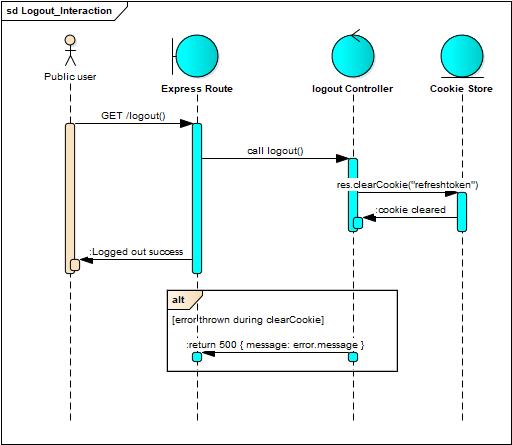 sd Logout_Interaction
Public user
Express Route
logout Controller
Cookie Store
GET /logout()
call logout()
res.clearCookie("refreshtoken")
:cookie cleared
:Logged out success
alt
[error thrown during clearCookie]
:return 500 { message: error.message }